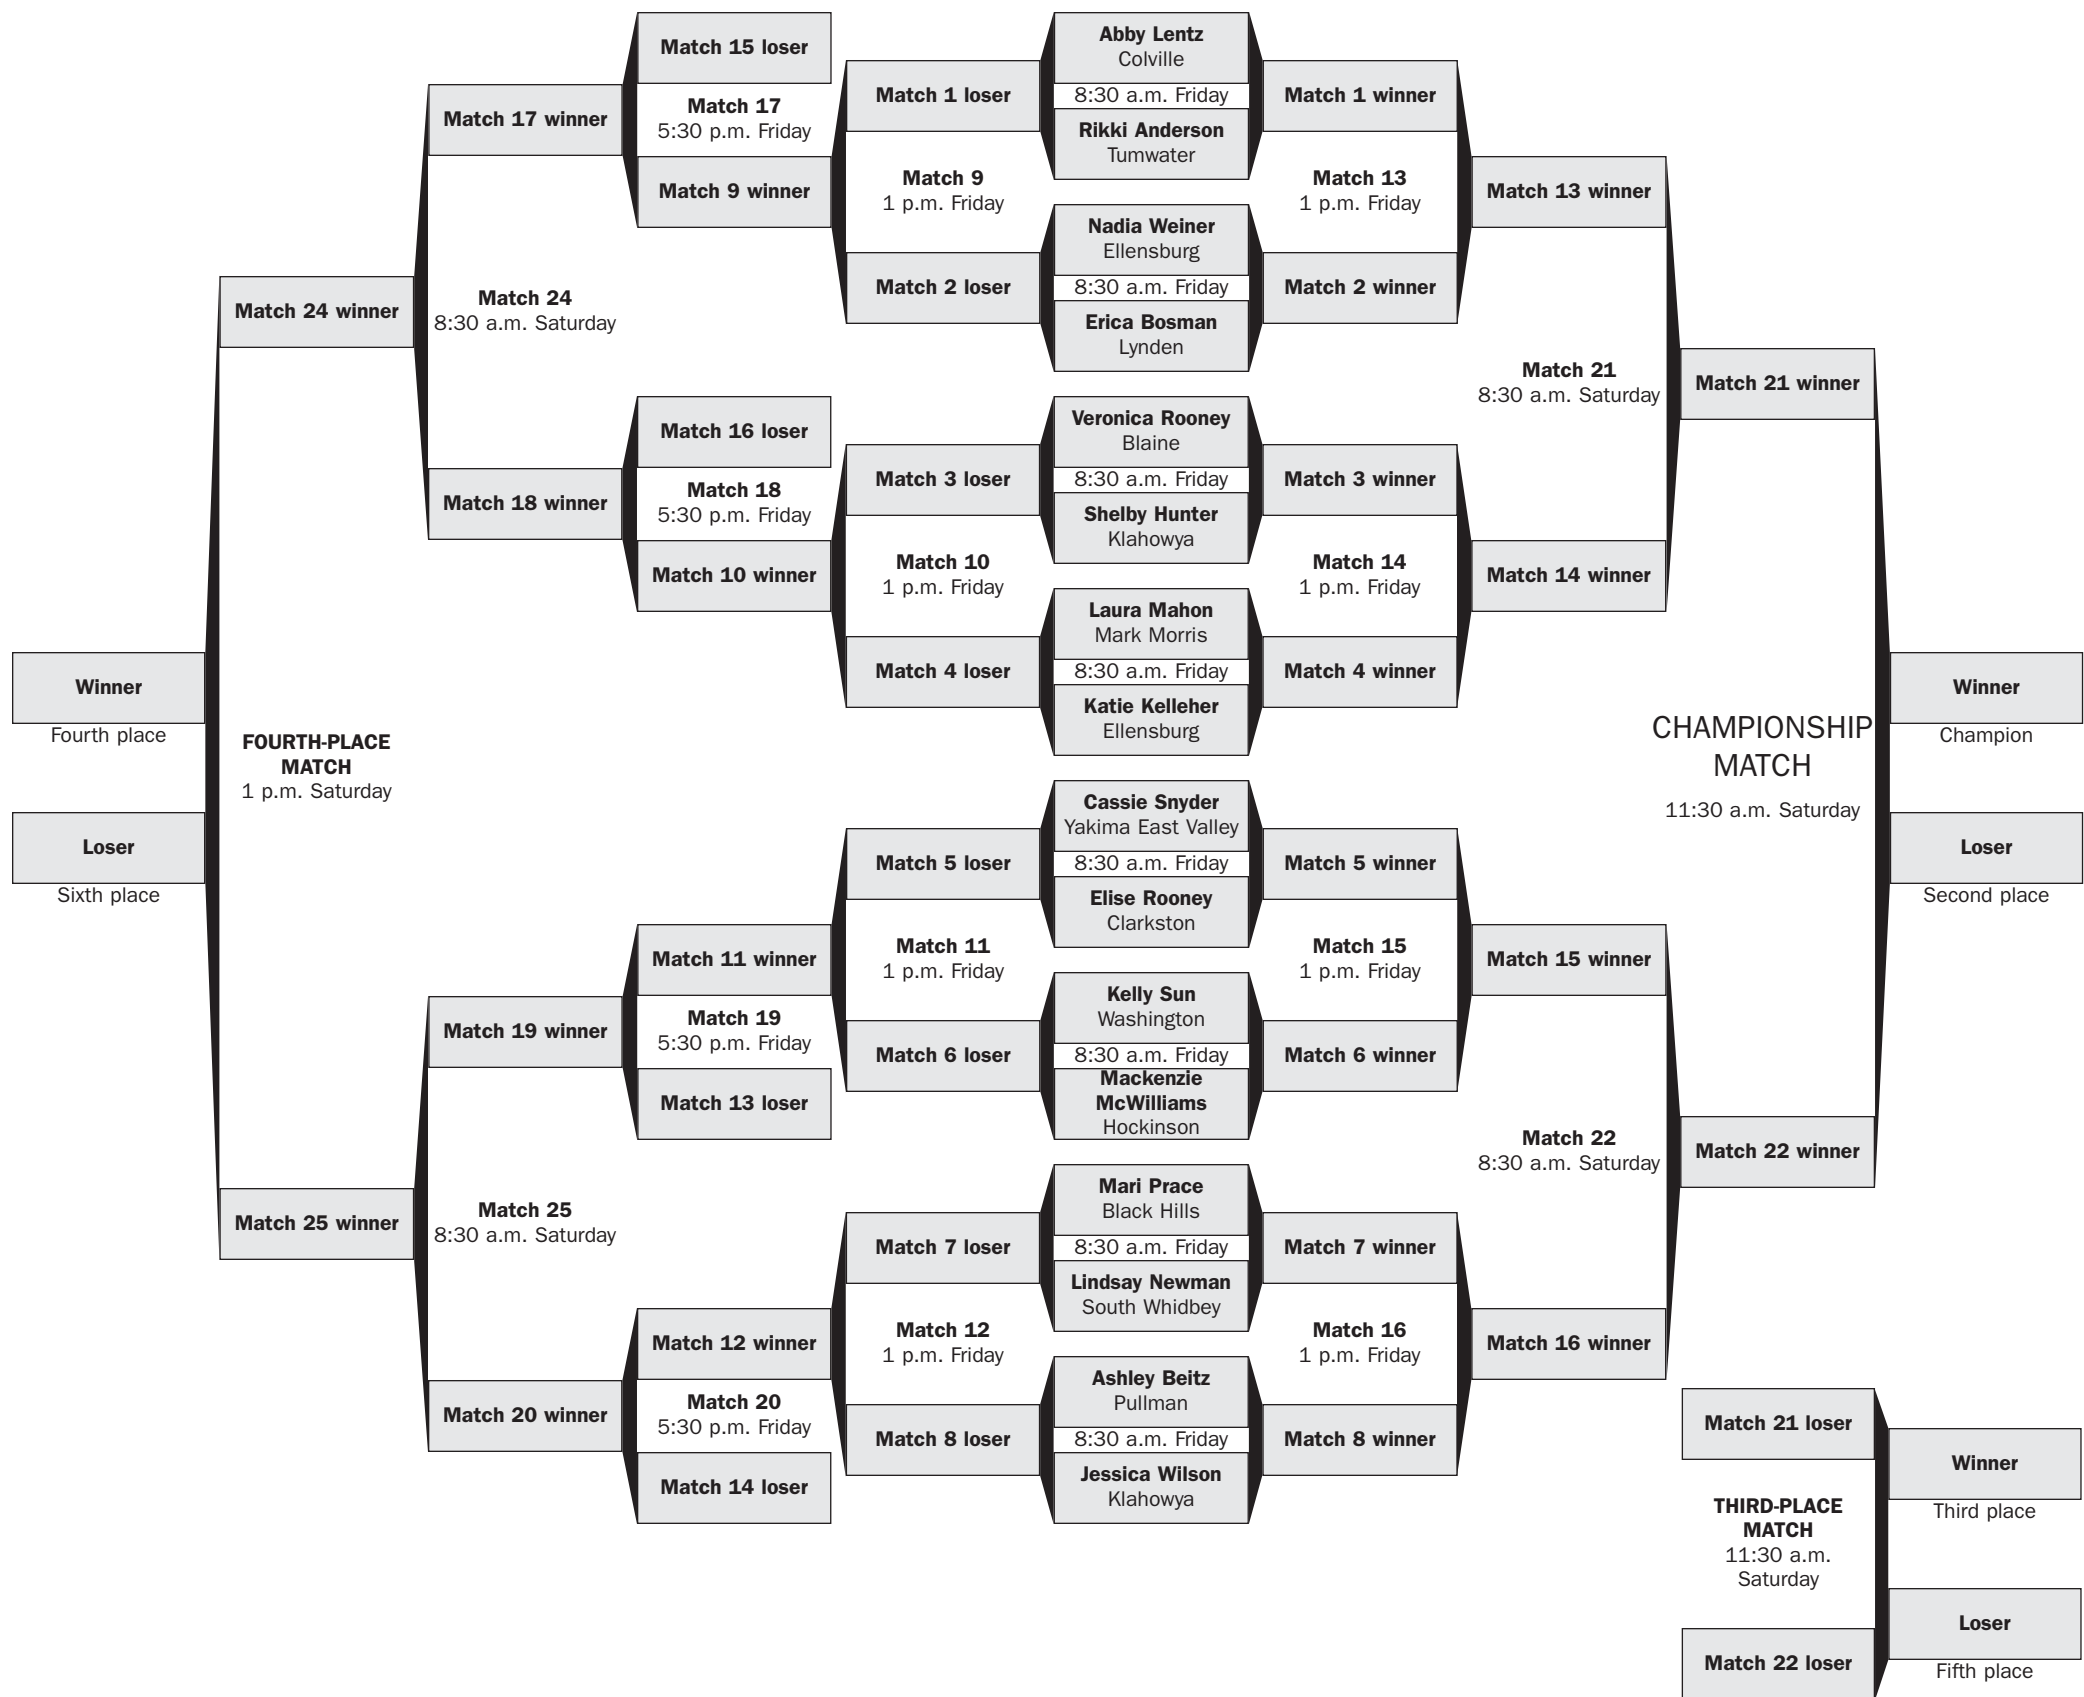 Match 15 loser
Match 17
5:30 p.m. Friday
Match 9 winner
Match 17 winner
Match 24
8:30 a.m. Saturday
Match 24 winner
Match 16 loser
Match 18
5:30 p.m. Friday
Match 10 winner
Match 18 winner
Winner
Fourth place
FOURTH-PLACE
MATCH
1 p.m. Saturday
Loser
Sixth place
Match 11 winner
Match 19
5:30 p.m. Friday
Match 13 loser
Match 19 winner
Match 25
8:30 a.m. Saturday
Match 25 winner
Match 12 winner
Match 20
5:30 p.m. Friday
Match 14 loser
Match 20 winner
Match 1 loser
Match 9
1 p.m. Friday
Match 2 loser
Match 3 loser
Match 10
1 p.m. Friday
Match 4 loser
Match 5 loser
Match 11
1 p.m. Friday
Match 6 loser
Match 7 loser
Match 12
1 p.m. Friday
Match 8 loser
Abby Lentz
Colville
8:30 a.m. Friday
Rikki Anderson
Tumwater
Nadia Weiner
Ellensburg
8:30 a.m. Friday
Erica Bosman
Lynden
Veronica Rooney
Blaine
8:30 a.m. Friday
Shelby Hunter
Klahowya
Laura Mahon
Mark Morris
8:30 a.m. Friday
Katie Kelleher
Ellensburg
Cassie Snyder
Yakima East Valley
8:30 a.m. Friday
Elise Rooney
Clarkston
Kelly Sun
Washington
8:30 a.m. Friday
Mackenzie
McWilliams
Hockinson
Mari Prace
Black Hills
8:30 a.m. Friday
Lindsay Newman
South Whidbey
Ashley Beitz
Pullman
8:30 a.m. Friday
Jessica Wilson
Klahowya
Match 1 winner
Match 13
1 p.m. Friday
Match 2 winner
Match 3 winner
Match 14
1 p.m. Friday
Match 4 winner
Match 5 winner
Match 15
1 p.m. Friday
Match 6 winner
Match 7 winner
Match 16
1 p.m. Friday
Match 8 winner
Match 13 winner
Match 21
8:30 a.m. Saturday
Match 14 winner
Match 15 winner
Match 22
8:30 a.m. Saturday
Match 16 winner
Match 21 winner
CHAMPIONSHIP
MATCH
11:30 a.m. Saturday
Match 22 winner
Winner
Champion
Loser
Second place
Match 21 loser
THIRD-PLACE
MATCH
11:30 a.m.
Saturday
Match 22 loser
Winner
Third place
Loser
Fifth place